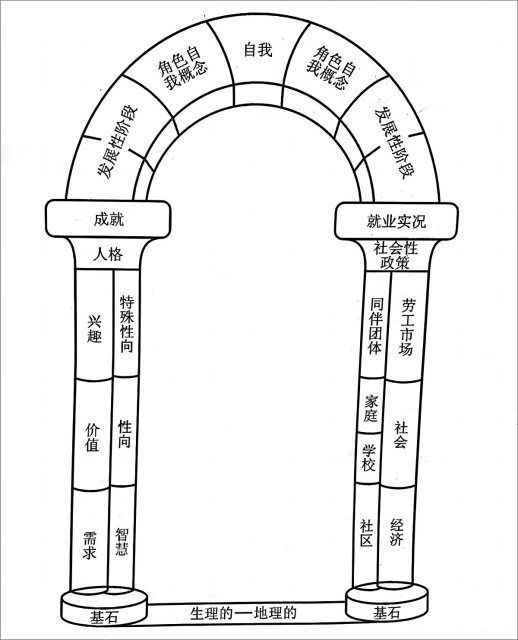 自我
角色自
我概念
角色自
我概念
发展性阶段
发展性阶段
成就
就业实况
人格
社会性
政策
兴趣
特殊性向
同伴团体
劳工市场
价值
性向
家庭
学校
社会
需求
智慧
社区
经济
基石
生理的——地理的
基石